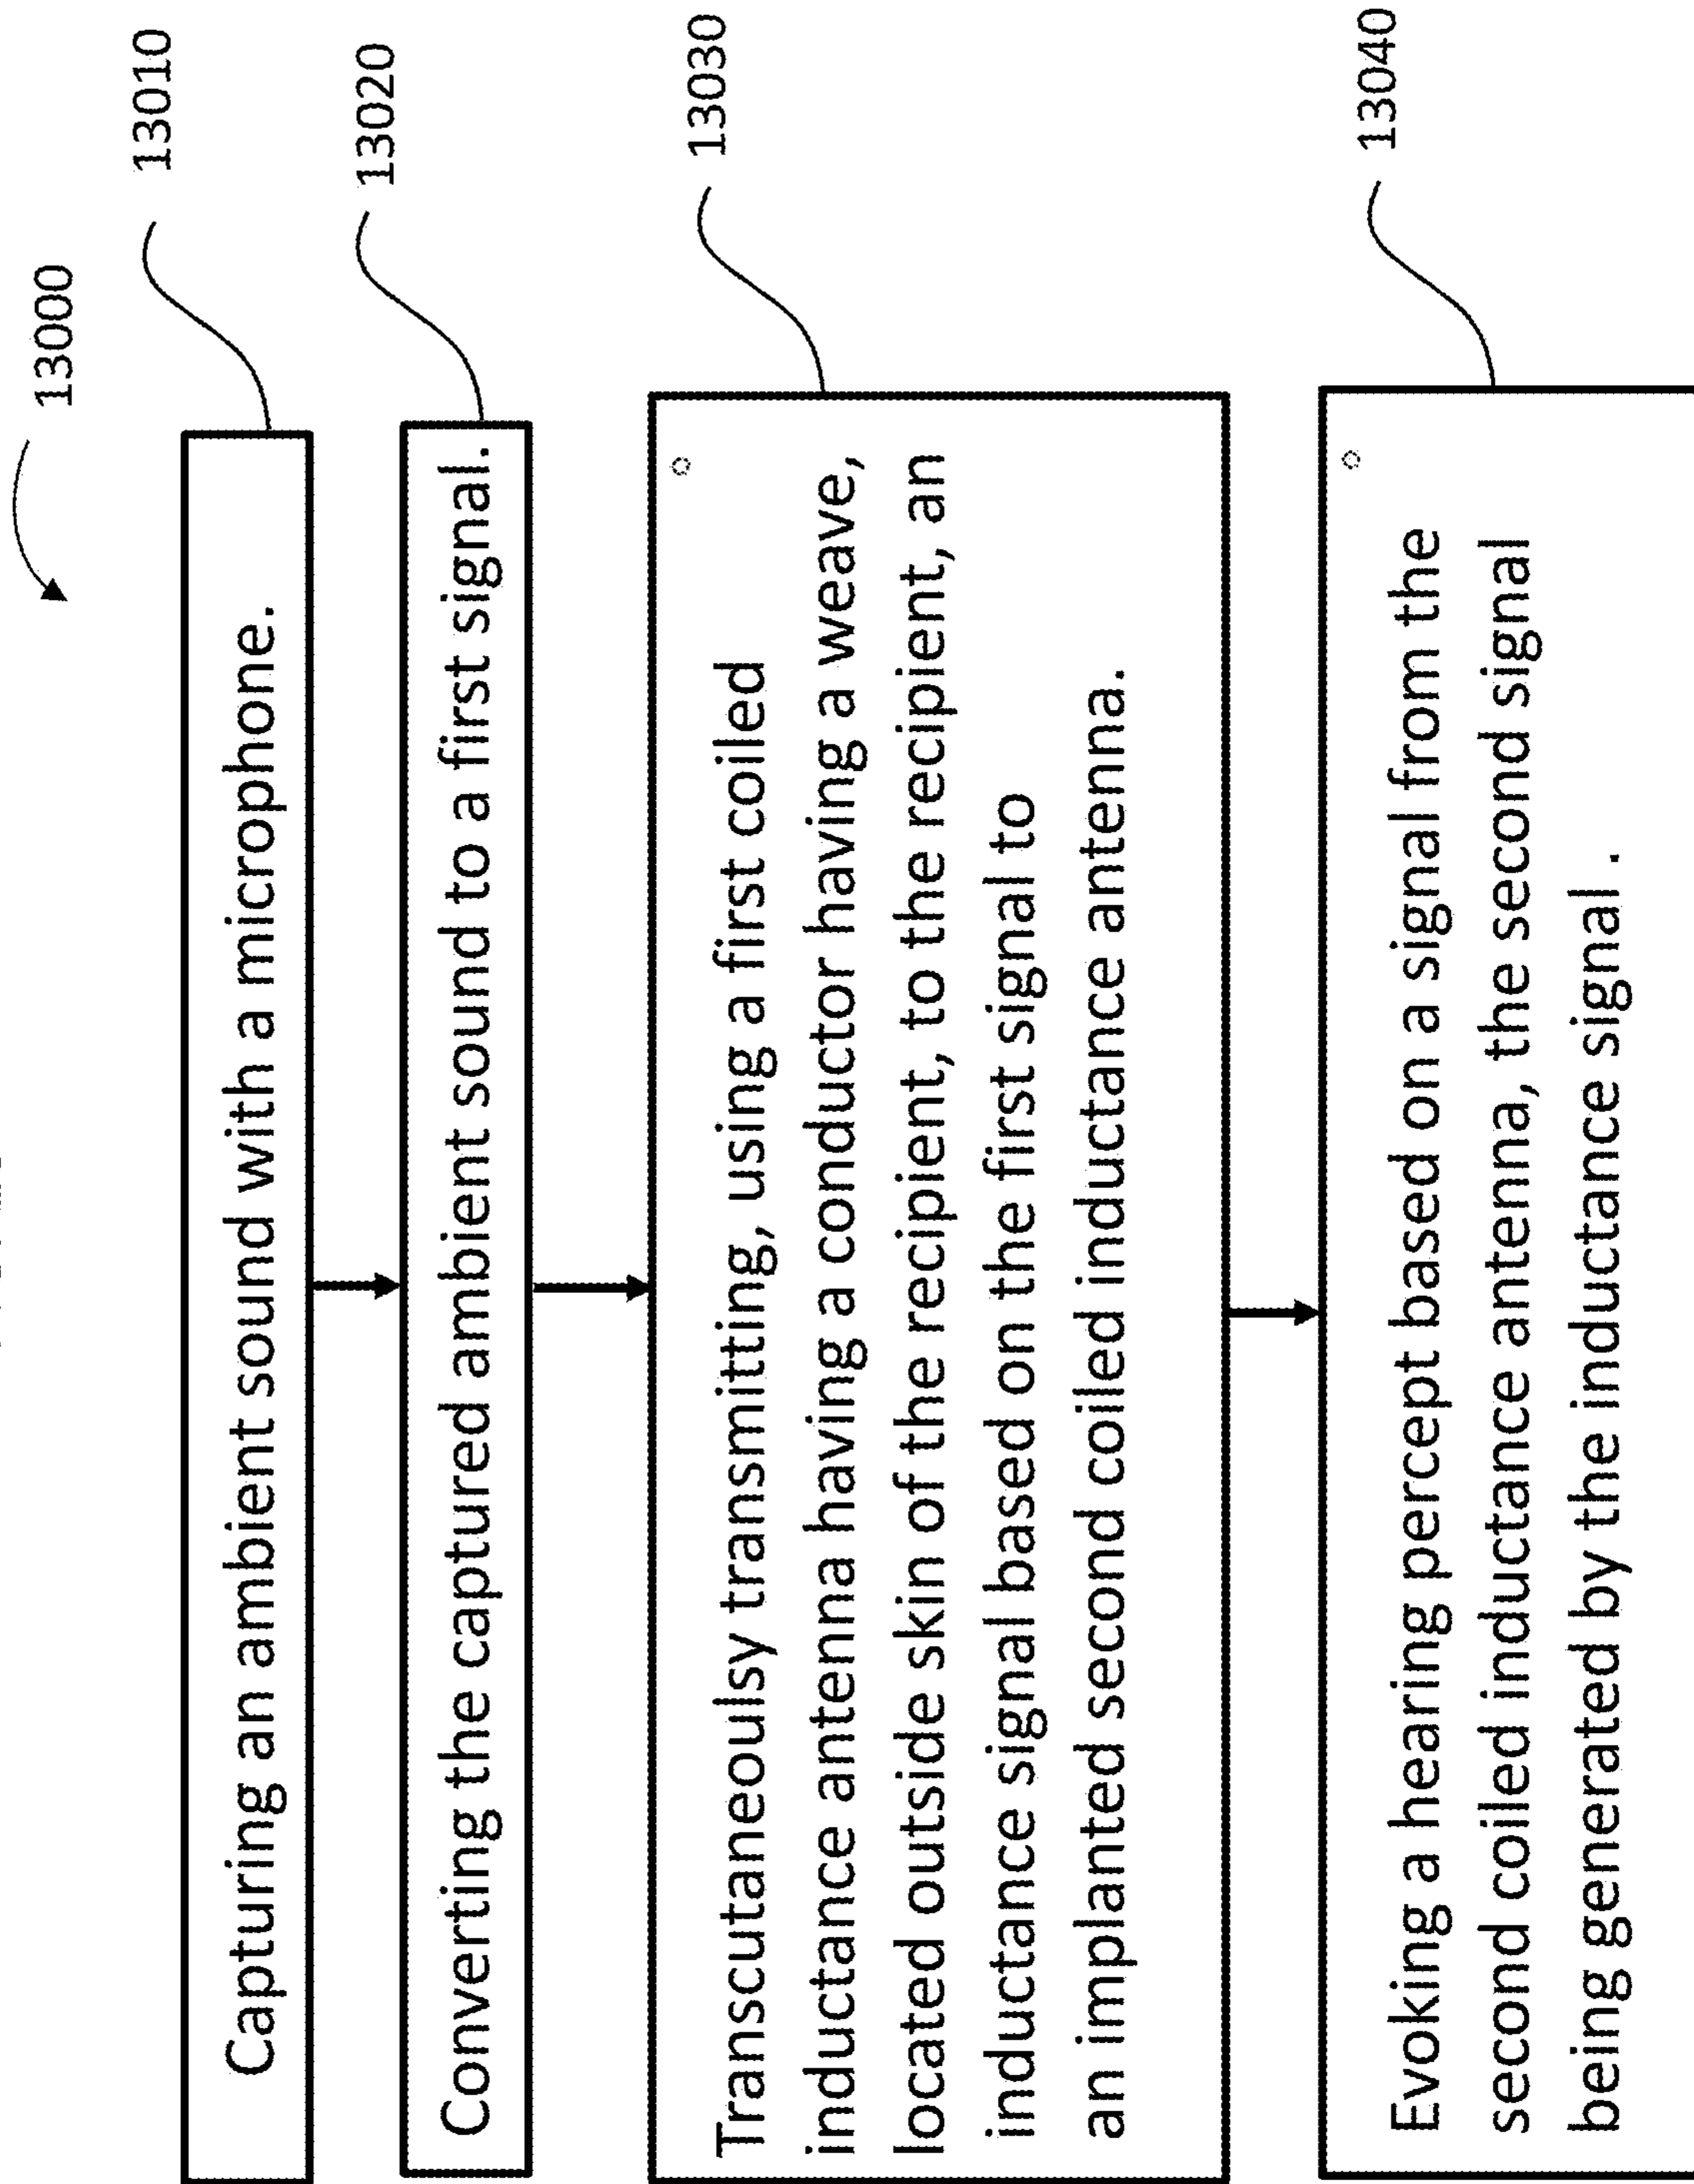 13000
13010
Capturing an ambient sound with a microphone.
13020
Converting the captured ambient sound to a first signal.
13030
Transcutaneoulsy transmitting, using a first coiled
inductance antenna having a conductor having a weave,
located outside skin of the recipient, to the recipient, an
inductance signal based on the first signal to
an implanted second coiled inductance antenna.
13040
Evoking a hearing percept based on a signal from the
second coiled inductance antenna, the second signal
being generated by the inductance signal .